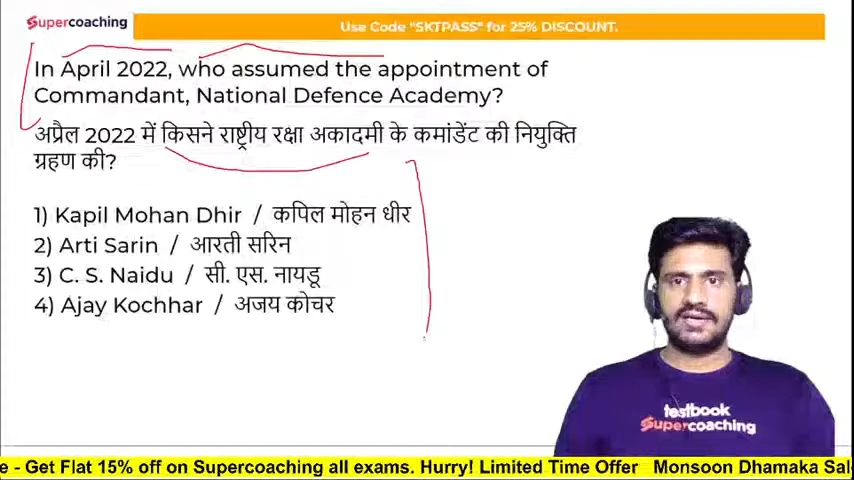 Supercoaching
Use Code "SKTPASS" for 25% DISCOUNT.
In April 2022, who assumed the appointment of
Commandant, National Defence Academy?
अप्रैल 2022 में किसने राष्ट्रीय रक्षा अकादमी के कमांडेंट की नियुक्ति
ग्रहण की?
1) Kapil Mohan Dhir / कपिल मोहन धीर
2) Arti Sarin / आरती सरिन
3) C. S. Naidu / सी. एस. नायडू
4) Ajay Kochhar / अजय कोचर
testbook
Supercoaching
e - Get Flat 15% off on Supercoaching all exams. Hurry! Limited Time Offer Monsoon Dhamaka Sal